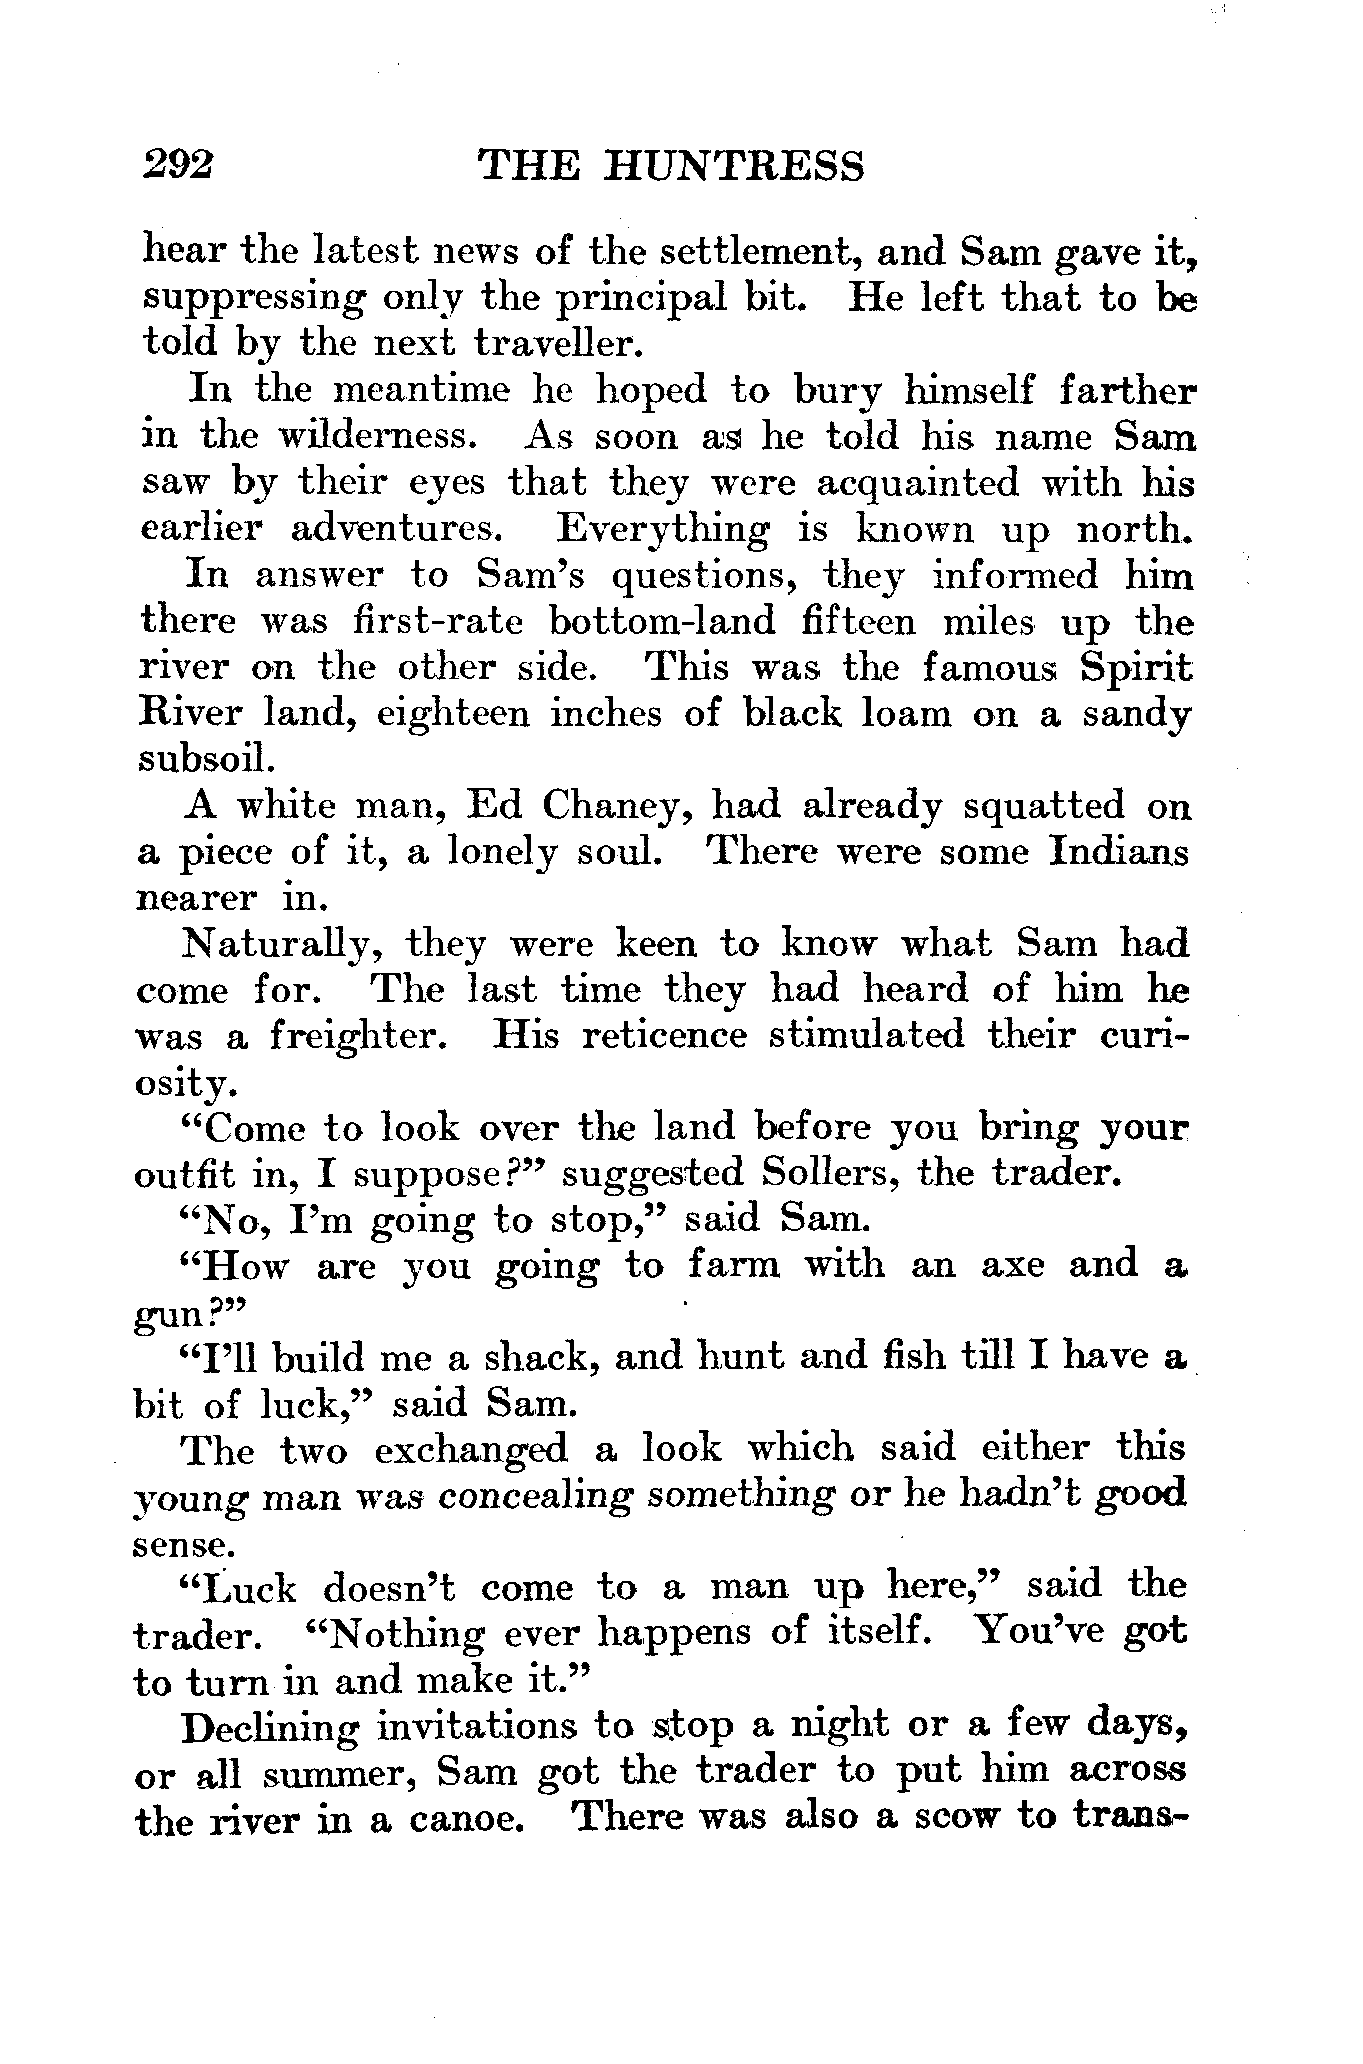 292 THE HUNTRESS
hear the latest news of the settlement, and Sam gave it,
suppressing only the principal bit. He left that to be
told by the next traveller.
In the meantime he hoped to bury himself farther
in the wilderness. As soon as he told his name Sam
saw by their eyes that they were acquainted with his
earlier adventures. Everything is known up north.
In answer to Sam's questions, they informed him
there was first-rate bottom-land fifteen miles up the
river on the other side. This was the famous Spirit
River land, eighteen inches of black loam on a sandy
subsoil.
A white man, Ed Chaney, had already squatted on
a piece of it, a lonely soul. There were some Indians
nearer in.
Naturally, they were keen to know what Sam had
come for. The last time they had heard of him he
was a freighter. His reticence stimulated their curi-
osity.
"Come to look over the land before you bring your
outfit in, I suppose?" suggested Sollers, the trader.
"No, I'm going to stop," said Sam.
"How are you going to farm with an axe and a
gun?"
"I'll build me a shack, and hunt and fish till I have a
bit of luck," said Sam.
The two exchanged a look which said either this
young man was concealing something or he hadn't good
sense.
"Luck doesn't come to a man up here," said the
trader. "Nothing ever happens of itself. You've got
to turn in and make it."
Declining invitations to stop a night or a few days,
or all summer, Sam got the trader to put him across
the river in a canoe. There was also a scow to trans-